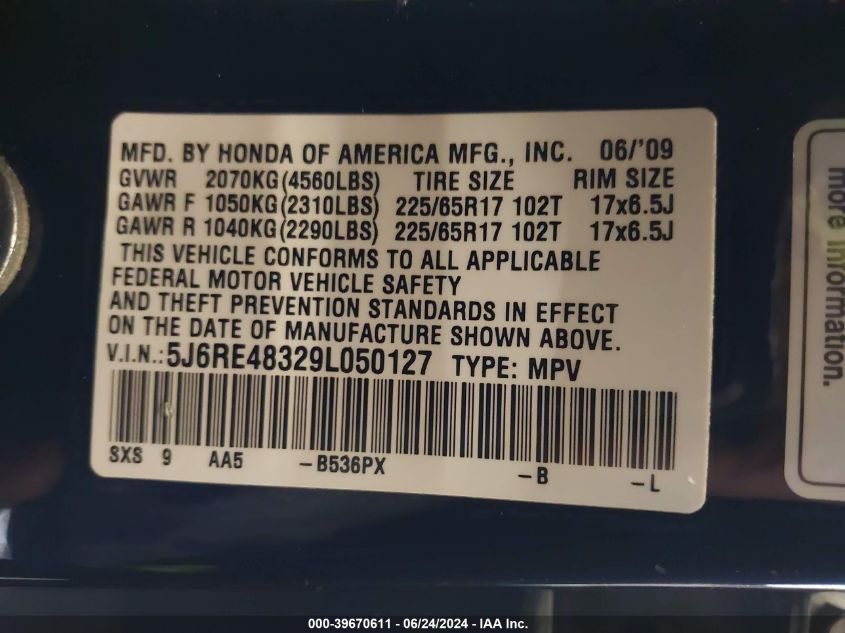 MFD. BY HONDA OF AMERICA MFG., INC. 06/'09
GVWR 2070KG(4560LBS) TIRE SIZE RIM SIZE
GAWR F 1050KG(2310LBS) 225/65R17 102T 17x6.5J
GAWR R 1040KG(2290LBS) 225/65R17 102T 17x6.5J
THIS VEHICLE CONFORMS TO ALL APPLICABLE
FEDERAL MOTOR VEHICLE SAFETY
AND THEFT PREVENTION STANDARDS IN EFFECT
ON THE DATE OF MANUFACTURE SHOWN ABOVE.
V.I.N.:5J6RE48329L050127 TYPE: MPV
SXS 9 AA5 -B536PX -B -L
more information.
000-39670611 - 06/24/2024 - IAA Inc.